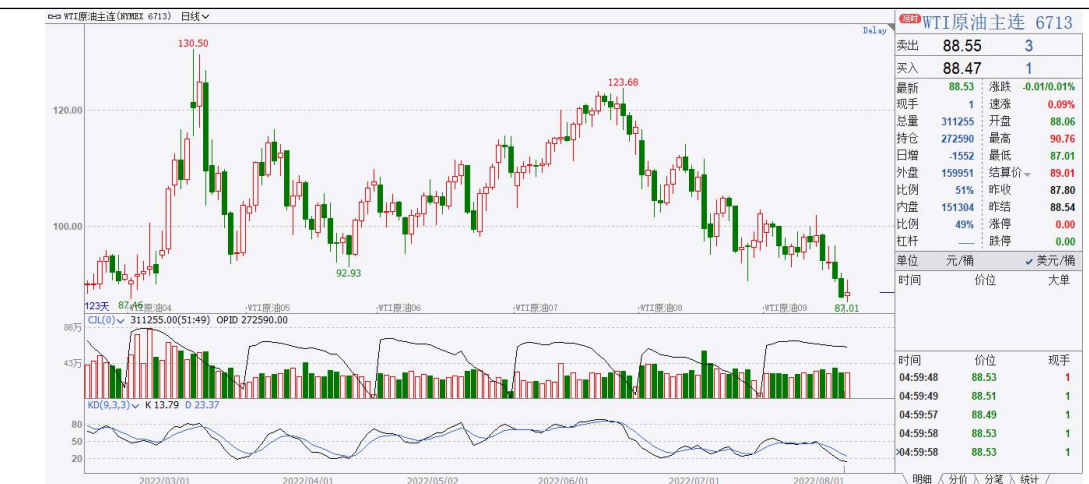 WTI原油主连(NYMEX 6713) 日线
Delay
130.50
123.68
120.00
100.00
92.93
123天 87.46 WTI原油04 WTI原油05 WTI原油06 WTI原油07 WTI原油08 WTI原油09 87.01
CJL(0) 311255.00(51:49) OPID 272590.00
86万
43万
KD(9,3,3) K 13.79 D 23.37
80
50
20
2022/03/01 2022/04/01 2022/05/02 2022/06/01 2022/07/01 2022/08/01
延时 WTI原油主连 6713
卖出 88.55 3
买入 88.47 1
最新 88.53 涨跌 -0.01/0.01%
现手 1 速涨 0.09%
总量 311255 开盘 88.06
持仓 272590 最高 90.76
日增 -1552 最低 87.01
外盘 159951 结算价 89.01
比例 51% 昨收 87.80
内盘 151304 昨结 88.54
比例 49% 涨停 0.00
杠杆 ---- 跌停 0.00
单位 元/桶 ✓美元/桶
时间 价位 大单
时间 价位 现手
04:59:48 88.53 1
04:59:49 88.51 1
04:59:57 88.49 1
04:59:58 88.53 1
>04:59:58 88.53 1
明细 分价 分笔 统计